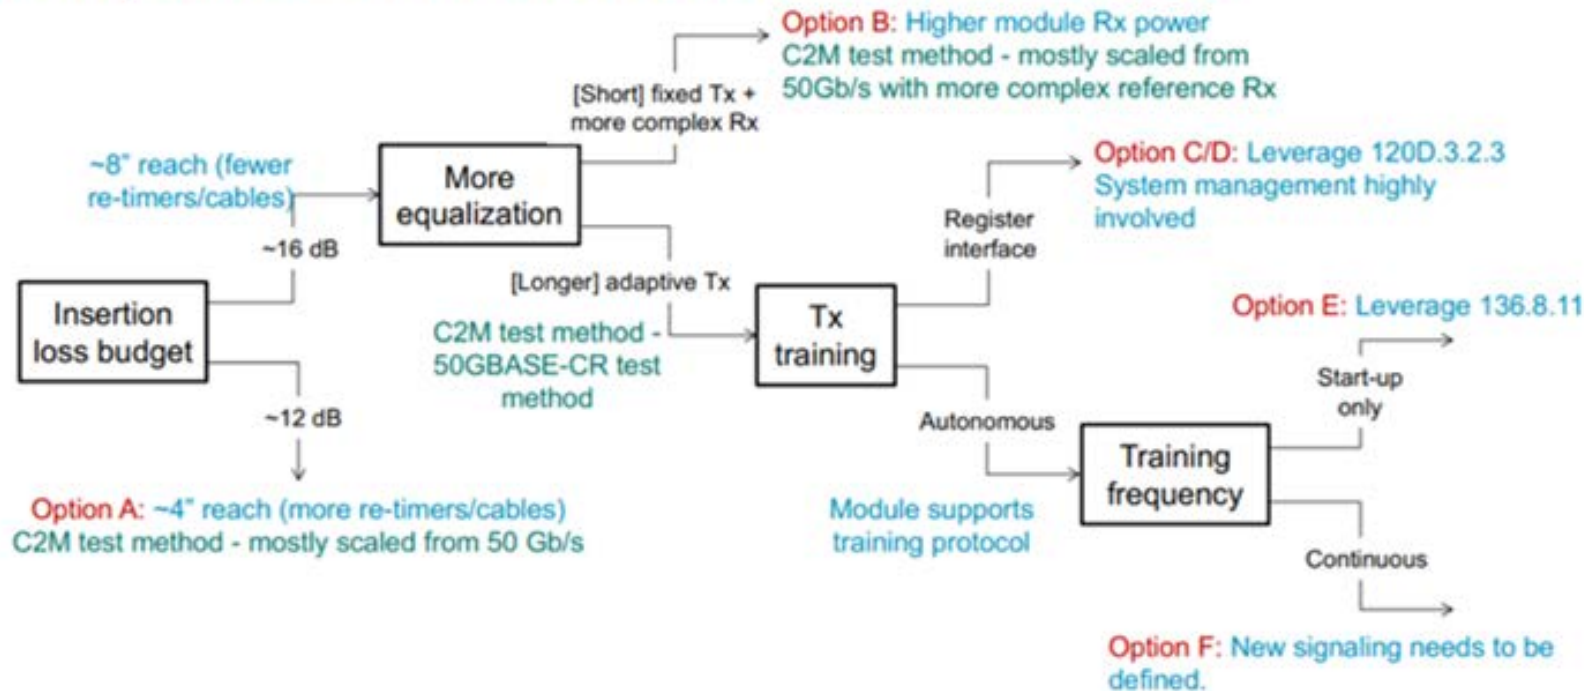 Option B: Higher module Rx power
C2M test method - mostly scaled from
50Gb/s with more complex reference Rx
[Short] fixed Tx +
more complex Rx
~8" reach (fewer
re-timers/cables)
More
equalization
Option C/D: Leverage 120D.3.2.3
System management highly
involved
Register
interface
~16 dB
[Longer] adaptive Tx
Insertion
loss budget
C2M test method -
50GBASE-CR test
method
Tx
training
Option E: Leverage 136.8.11
Start-up
only
~12 dB
Autonomous
Training
frequency
Option A: ~4" reach (more re-timers/cables)
C2M test method - mostly scaled from 50 Gb/s
Module supports
training protocol
Continuous
Option F: New signaling needs to be
defined.